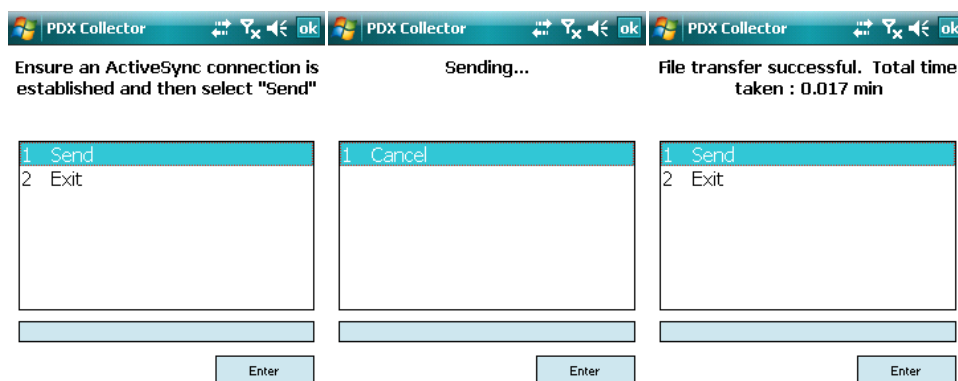 PDX Collector
ok
Ensure an ActiveSync connection is
established and then select "Send"
1 Send
2 Exit
Enter
PDX Collector
ok
Sending...
1 Cancel
Enter
PDX Collector
ok
File transfer successful. Total time
taken : 0.017 min
1 Send
2 Exit
Enter